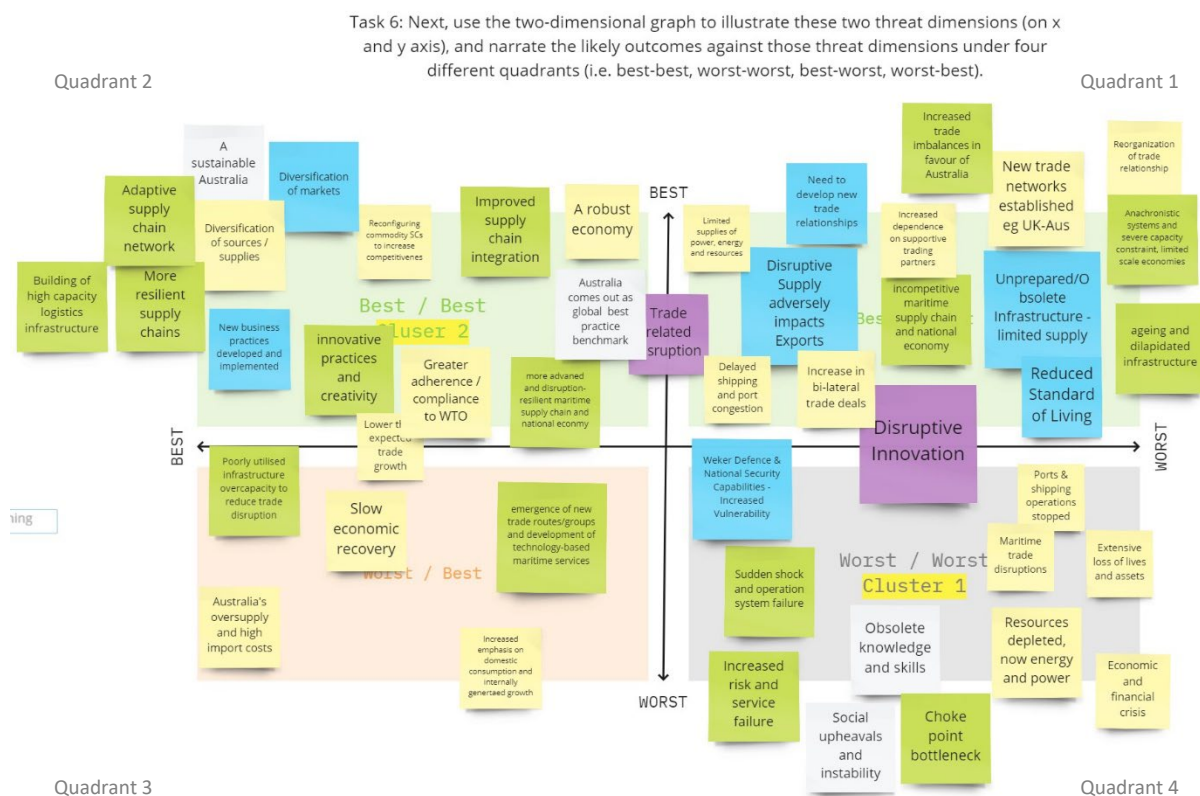 Task 6: Next, use the two-dimensional graph to illustrate these two threat dimensions (on x
and y axis), and narrate the likely outcomes against those threat dimensions under four
different quadrants (i.e. best-best, worst-worst, best-worst, worst-best).
Quadrant 2
Quadrant 1
A
sustainable
Australia
Diversification
of markets
Adaptive
supply
chain
network
Diversification
of sources /
supplies
Reconfiguring
commodity SCs
to increase
competitivenes
Improved
supply
chain
integration
A robust
economy
Building of
high capacity
logistics
infrastructure
More
resilient
supply
chains
Best / Best
Cluser 2
Australia
comes out as
global best
practice
benchmark
New business
practices
developed and
implemented
innovative
practices
and
creativity
Greater
adherence /
compliance
to WTO
more advaned
and disruption-
resilient maritime
supply chain and
national econmy
Lower th
expected
trade
growth
BEST
Trade
related
sruption
Limited
supplies of
power, energy
and resources
Need to
develop new
trade
relationships
Increased
trade
imbalances in
favour of
Australia
New trade
networks
established
eg UK-Aus
Reorganization
of trade
relationship
Increased
dependence on
supportive
trading
partners
Anachronistic
systems and
severe capacity
constraint, limited
scale economies
Disruptive
Supply
adversely
impacts
Exports
Bes
incompetitive
maritime
supply chain
and national
economy
Unprepared/O
bsolete
Infrastructure -
limited supply
ageing and
dilapidated
infrastructure
Delayed
shipping and
port
congestion
Increase in
bi-lateral
trade deals
Reduced
Standard
of Living
Disruptive
Innovation
BEST
WORST
Poorly utilised
infrastructure
overcapacity to
reduce trade
disruption
Slow
economic
recovery
emergence of new
trade routes/groups
and development of
technology-based
maritime services
Worst / Best
Australia's
oversupply
and high
import costs
Increased
emphasis on
domestic
consumption and
internally
genertaed growth
WORST
Weker Defence &
National Security
Capabilities -
Increased
Vulnerability
Ports &
shipping
operations
stopped
Worst / Worst
Cluster 1
Maritime
trade
disruptions
Extensive
loss of lives
and assets
Sudden shock
and operation
system failure
Obsolete
knowledge
and skills
Resources
depleted,
now energy
and power
Increased
risk and
service
failure
Economic
and
financial
crisis
Social
upheavals
and
instability
Choke
point
bottleneck
ning
Quadrant 3
Quadrant 4